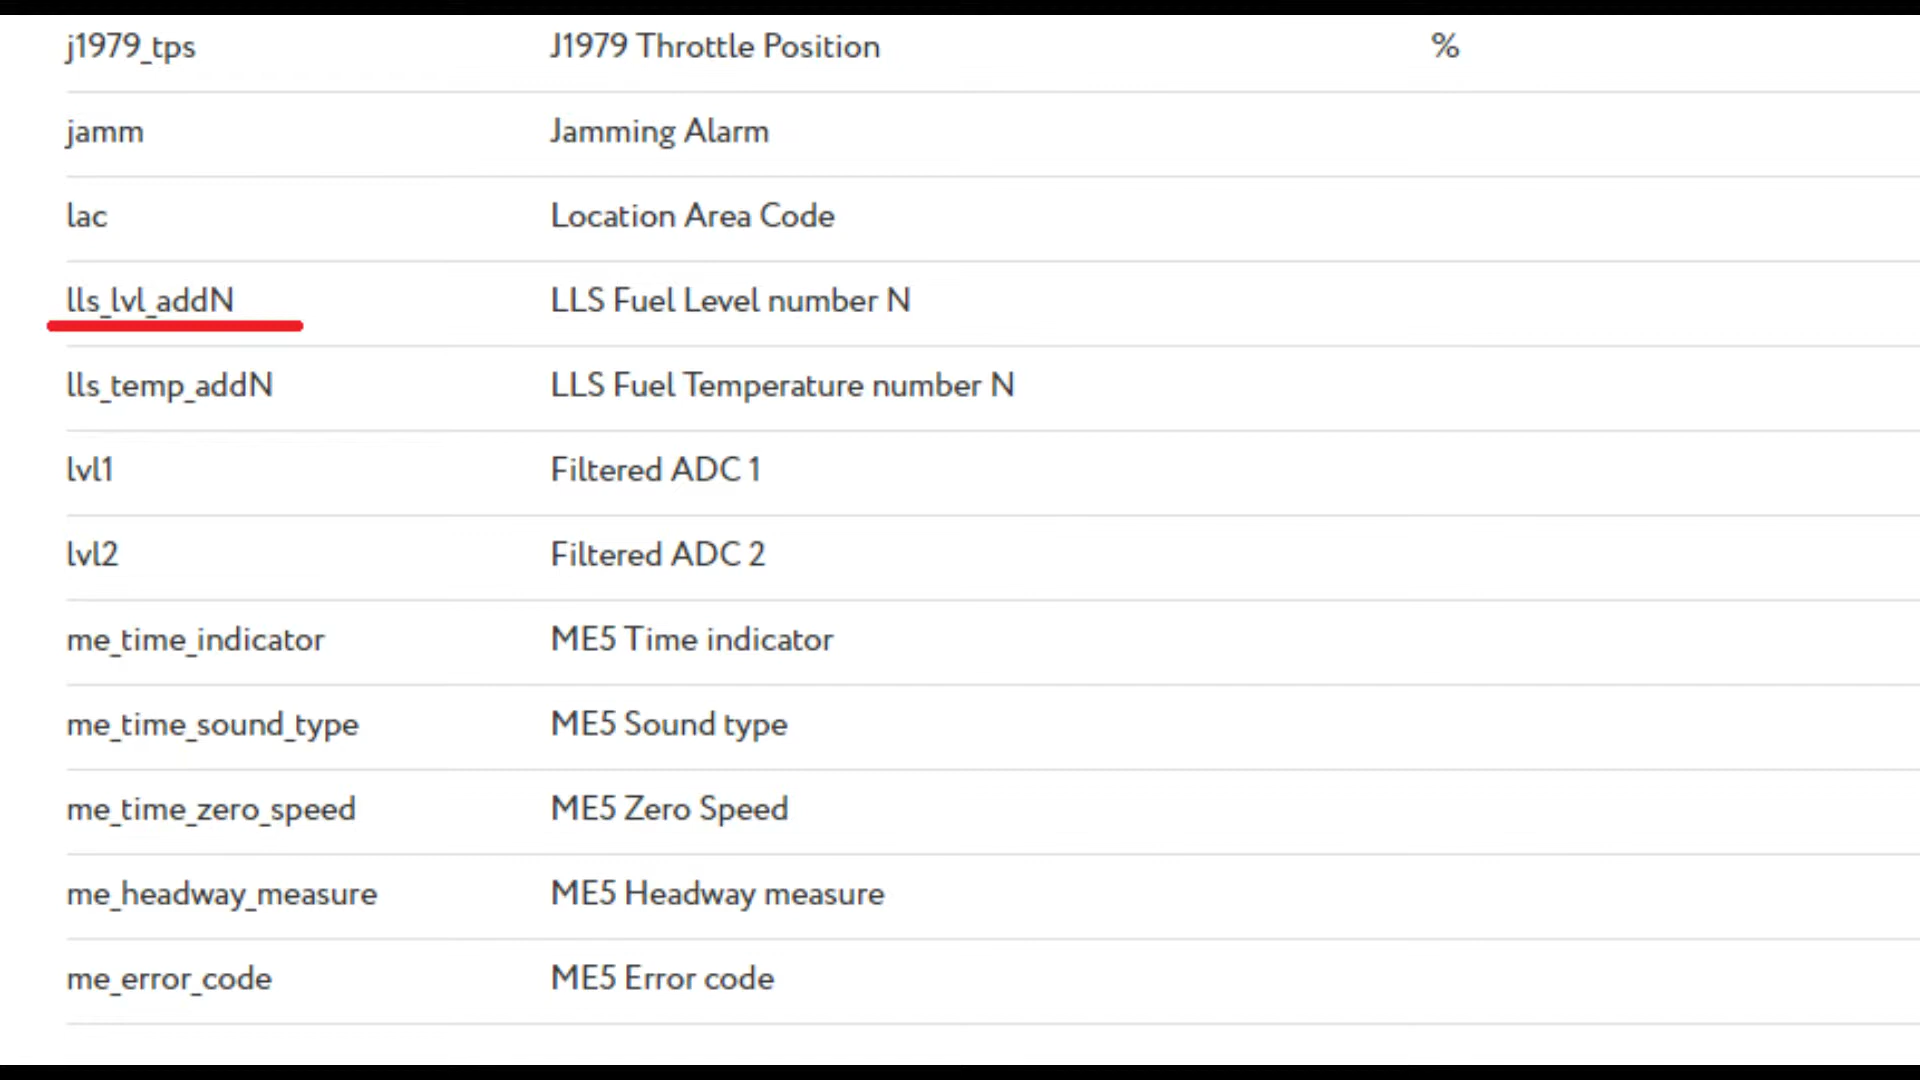 j1979_tps J1979 Throttle Position %
jamm Jamming Alarm
lac Location Area Code
lls_lvl_addN LLS Fuel Level number N
lls_temp_addN LLS Fuel Temperature number N
lvl1 Filtered ADC 1
lvl2 Filtered ADC 2
me_time_indicator ME5 Time indicator
me_time_sound_type ME5 Sound type
me_time_zero_speed ME5 Zero Speed
me_headway_measure ME5 Headway measure
me_error_code ME5 Error code